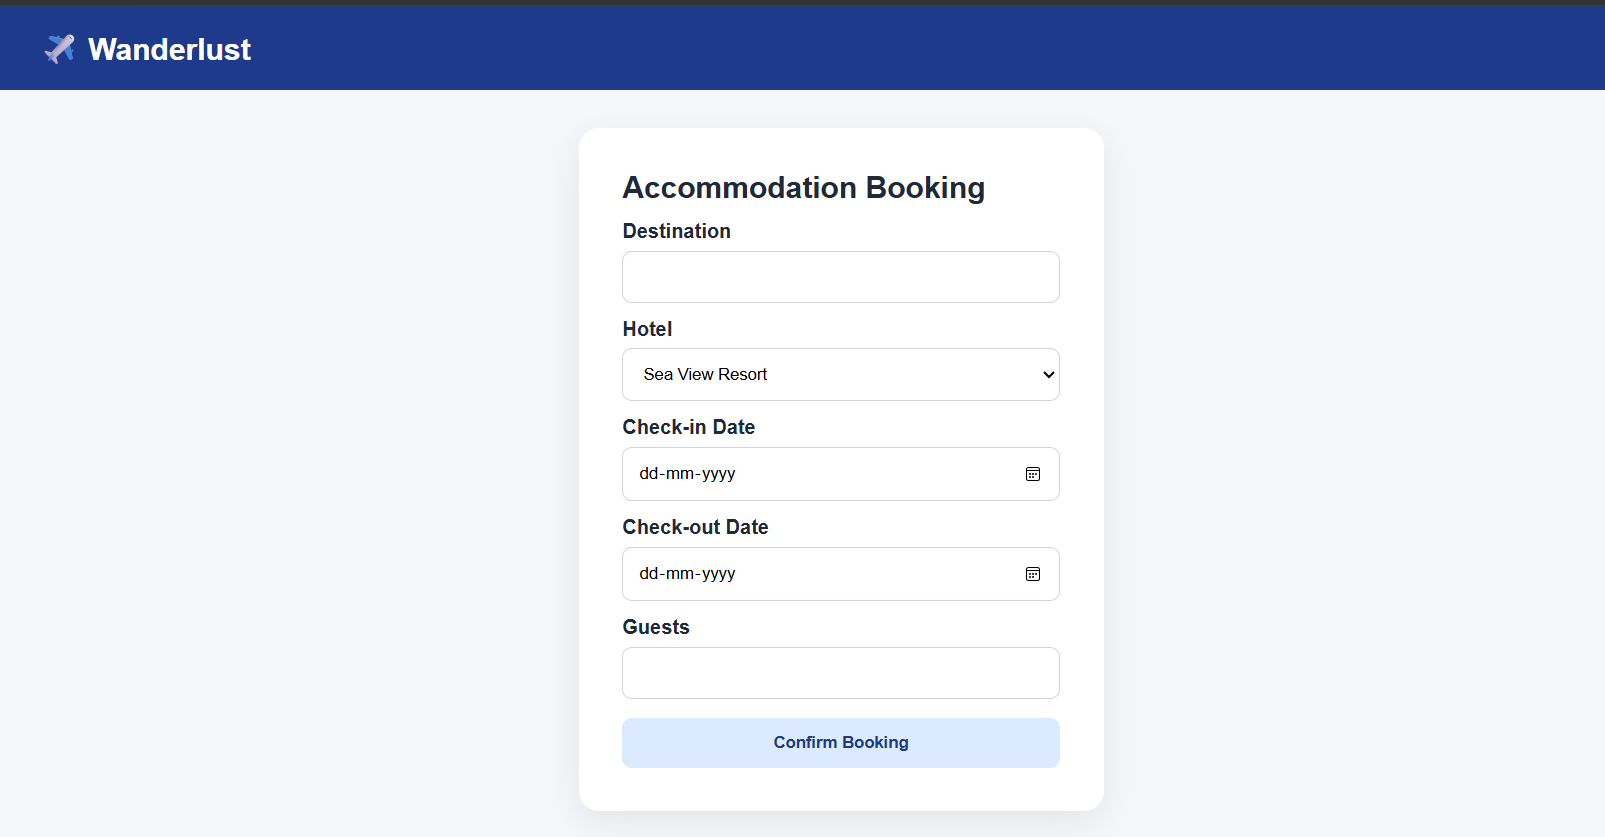 Wanderlust
Accommodation Booking
Destination
Hotel
Sea View Resort
Check-in Date
dd-mm-yyyy
Check-out Date
dd-mm-yyyy
Guests
Confirm Booking